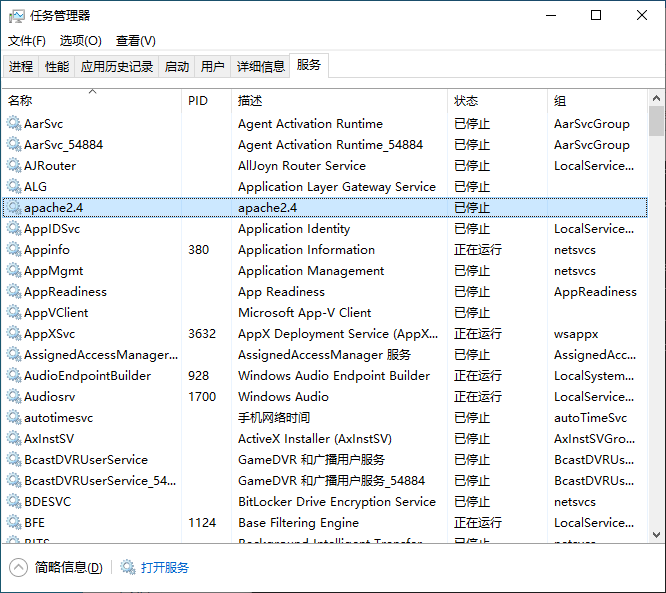 任务管理器
文件(F) 选项(O) 查看(V)
进程 性能 应用历史记录 启动 用户 详细信息 服务
名称 PID 描述 状态 组
AarSvc Agent Activation Runtime 已停止 AarSvcGroup
AarSvc_54884 Agent Activation Runtime_54884 已停止 AarSvcGroup
AJRouter AllJoyn Router Service 已停止 LocalService...
ALG Application Layer Gateway Service 已停止
apache2.4 apache2.4 已停止
AppIDSvc Application Identity 已停止 LocalService...
Appinfo 380 Application Information 正在运行 netsvcs
AppMgmt Application Management 已停止 netsvcs
AppReadiness App Readiness 已停止 AppReadiness
AppVClient Microsoft App-V Client 已停止
AppXSvc 3632 AppX Deployment Service (AppX... 正在运行 wsappx
AssignedAccessManager... AssignedAccessManager 服务 已停止 AssignedAcc...
AudioEndpointBuilder 928 Windows Audio Endpoint Builder 正在运行 LocalSystem...
Audiosrv 1700 Windows Audio 正在运行 LocalService...
autotimesvc 手机网络时间 已停止 autoTimeSvc
AxInstSV ActiveX Installer (AxInstSV) 已停止 AxInstSVGro...
BcastDVRUserService GameDVR 和广播用户服务 已停止 BcastDVRUs...
BcastDVRUserService_54... GameDVR 和广播用户服务_54884 已停止 BcastDVRUs...
BDESVC BitLocker Drive Encryption Service 已停止 netsvcs
BFE 1124 Base Filtering Engine 正在运行 LocalService...
BITS Background Intelligent Transfer 已停止 netsvcs
简略信息(D) 打开服务